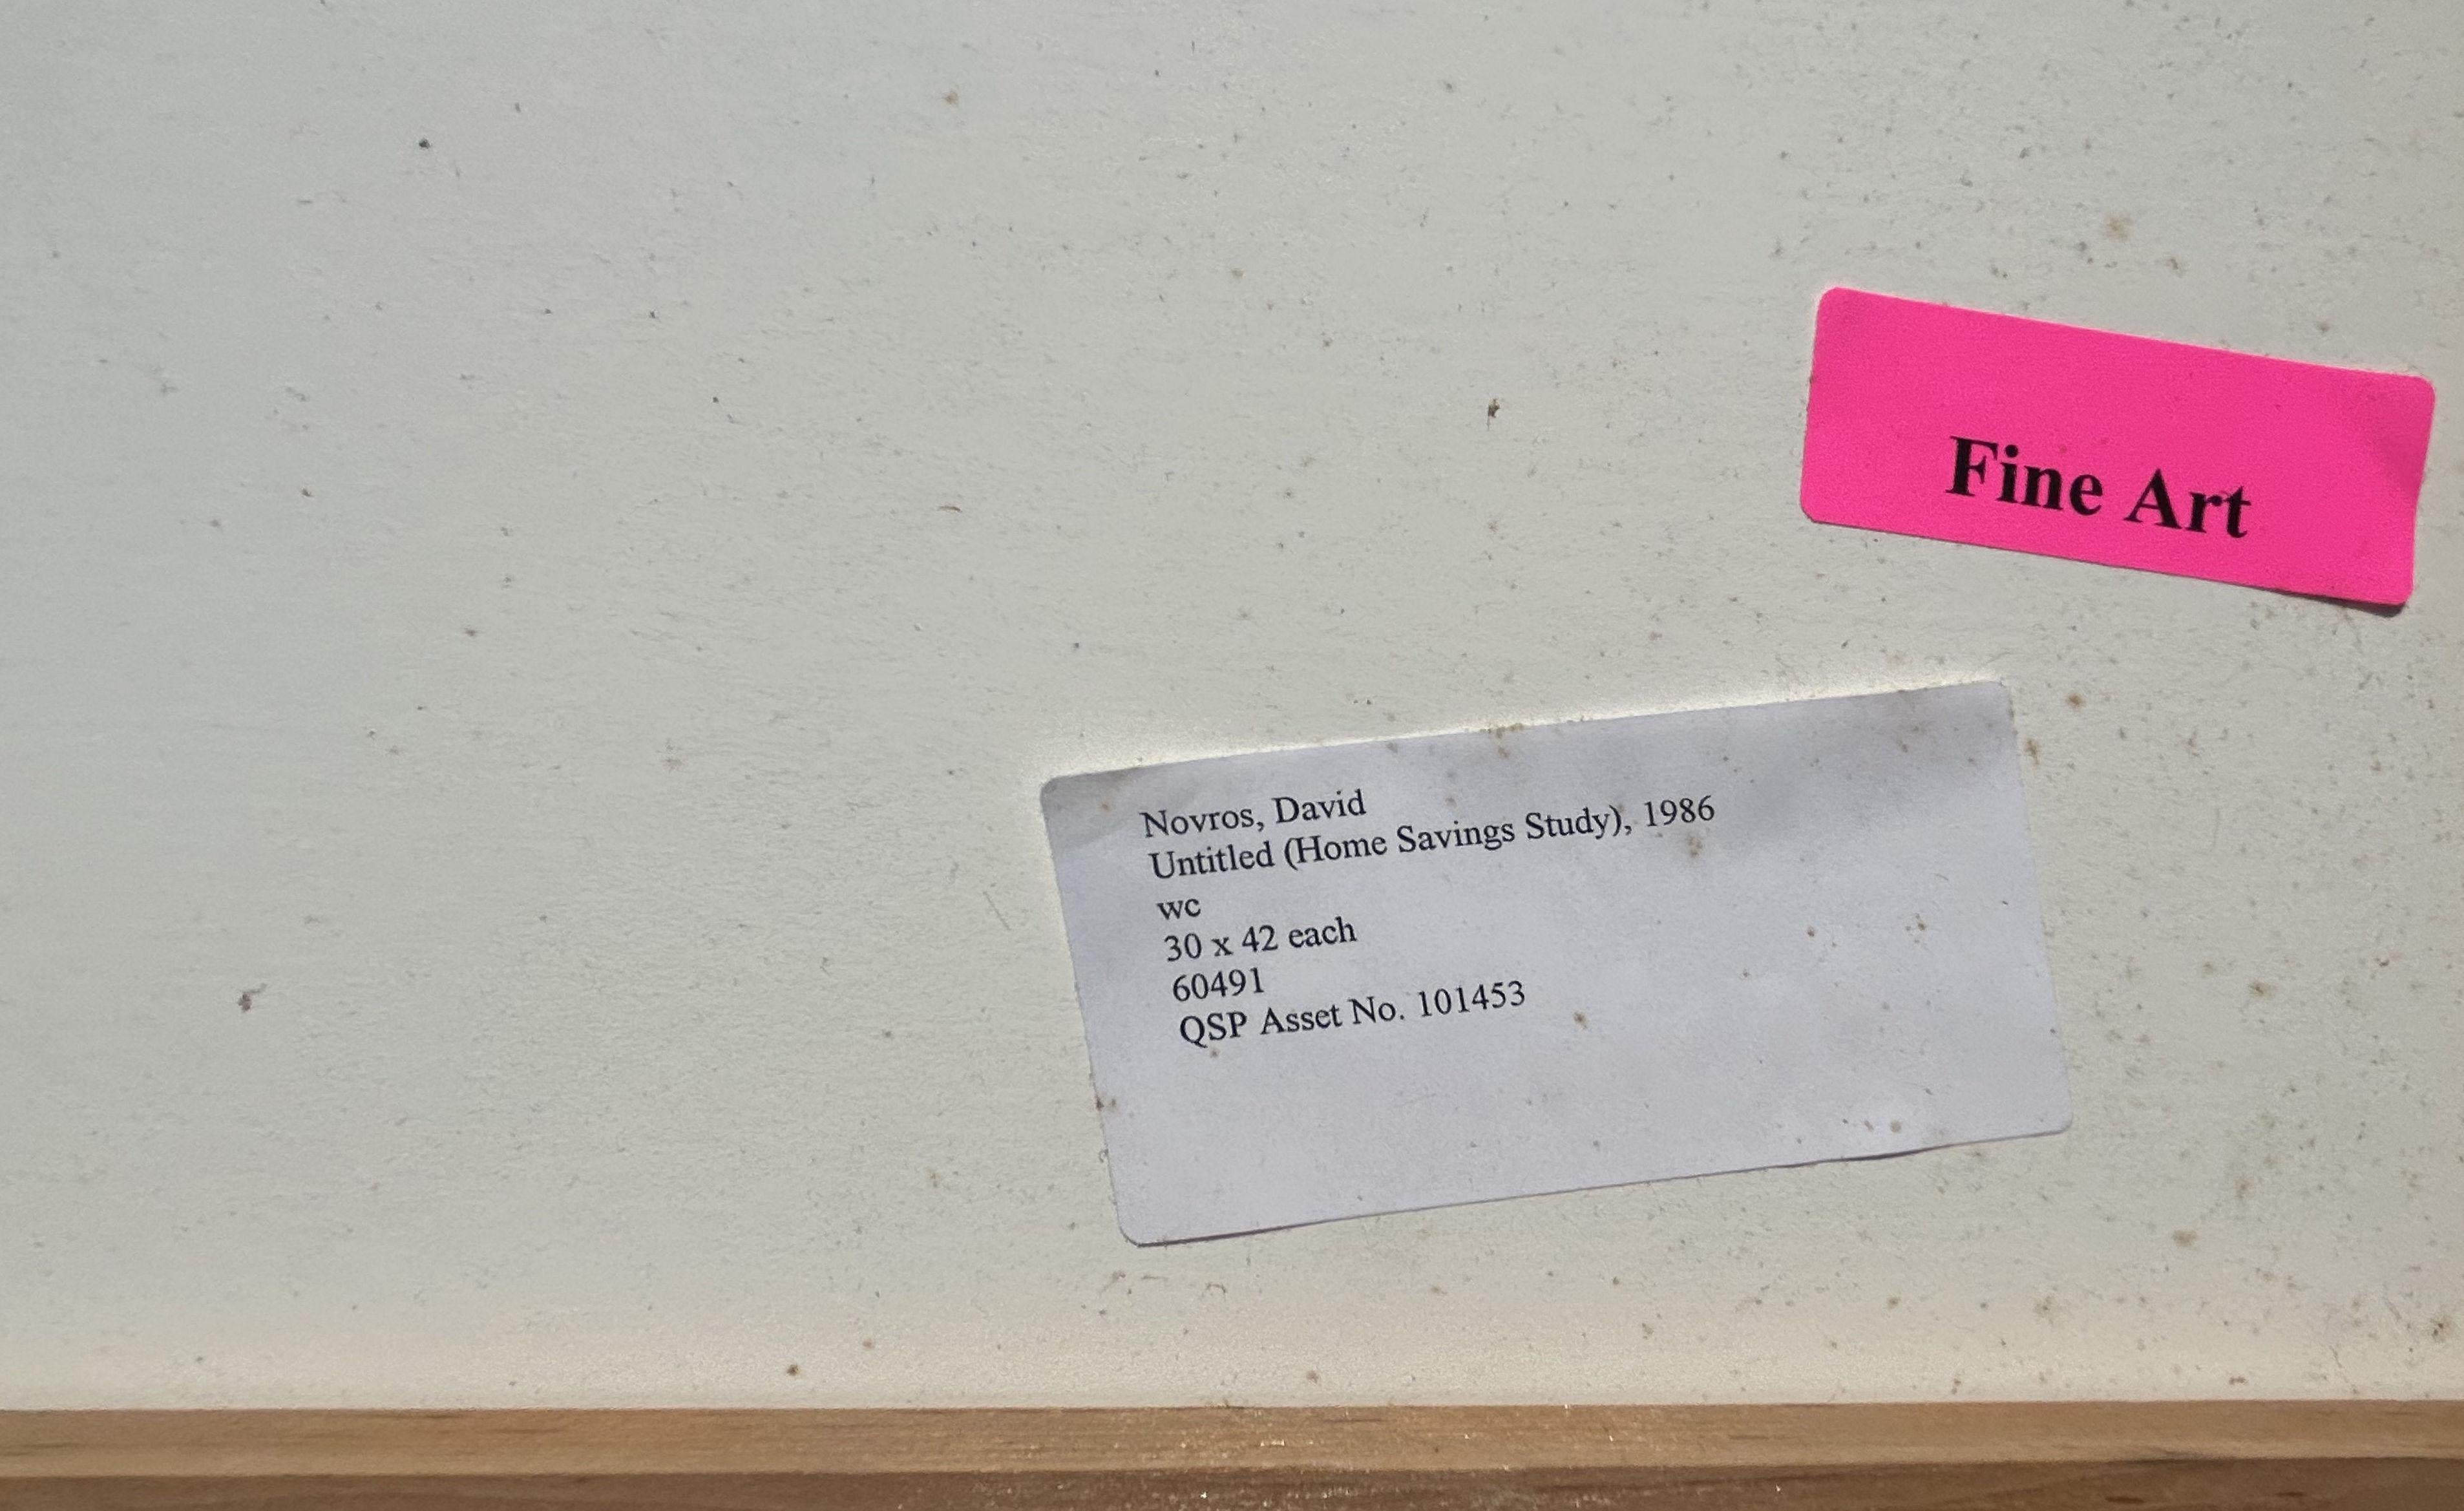 Fine Art
Novros, David
Untitled (Home Savings Study), 1986
wc
30 x 42 each
60491
QSP Asset No. 101453